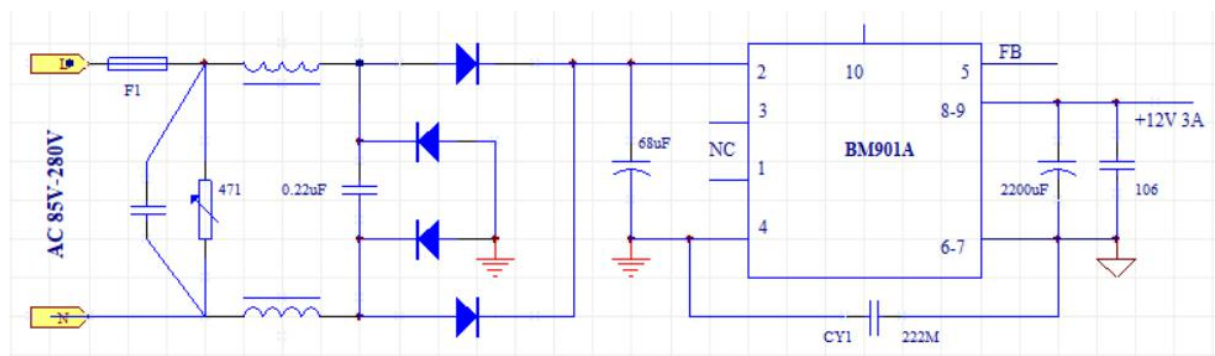 L
F1
AC 85V-280V
471
0.22uF
N
68uF
NC
2
3
1
4
10
BM901A
5
8-9
6-7
FB
+12V 3A
2200uF
106
CY1
222M